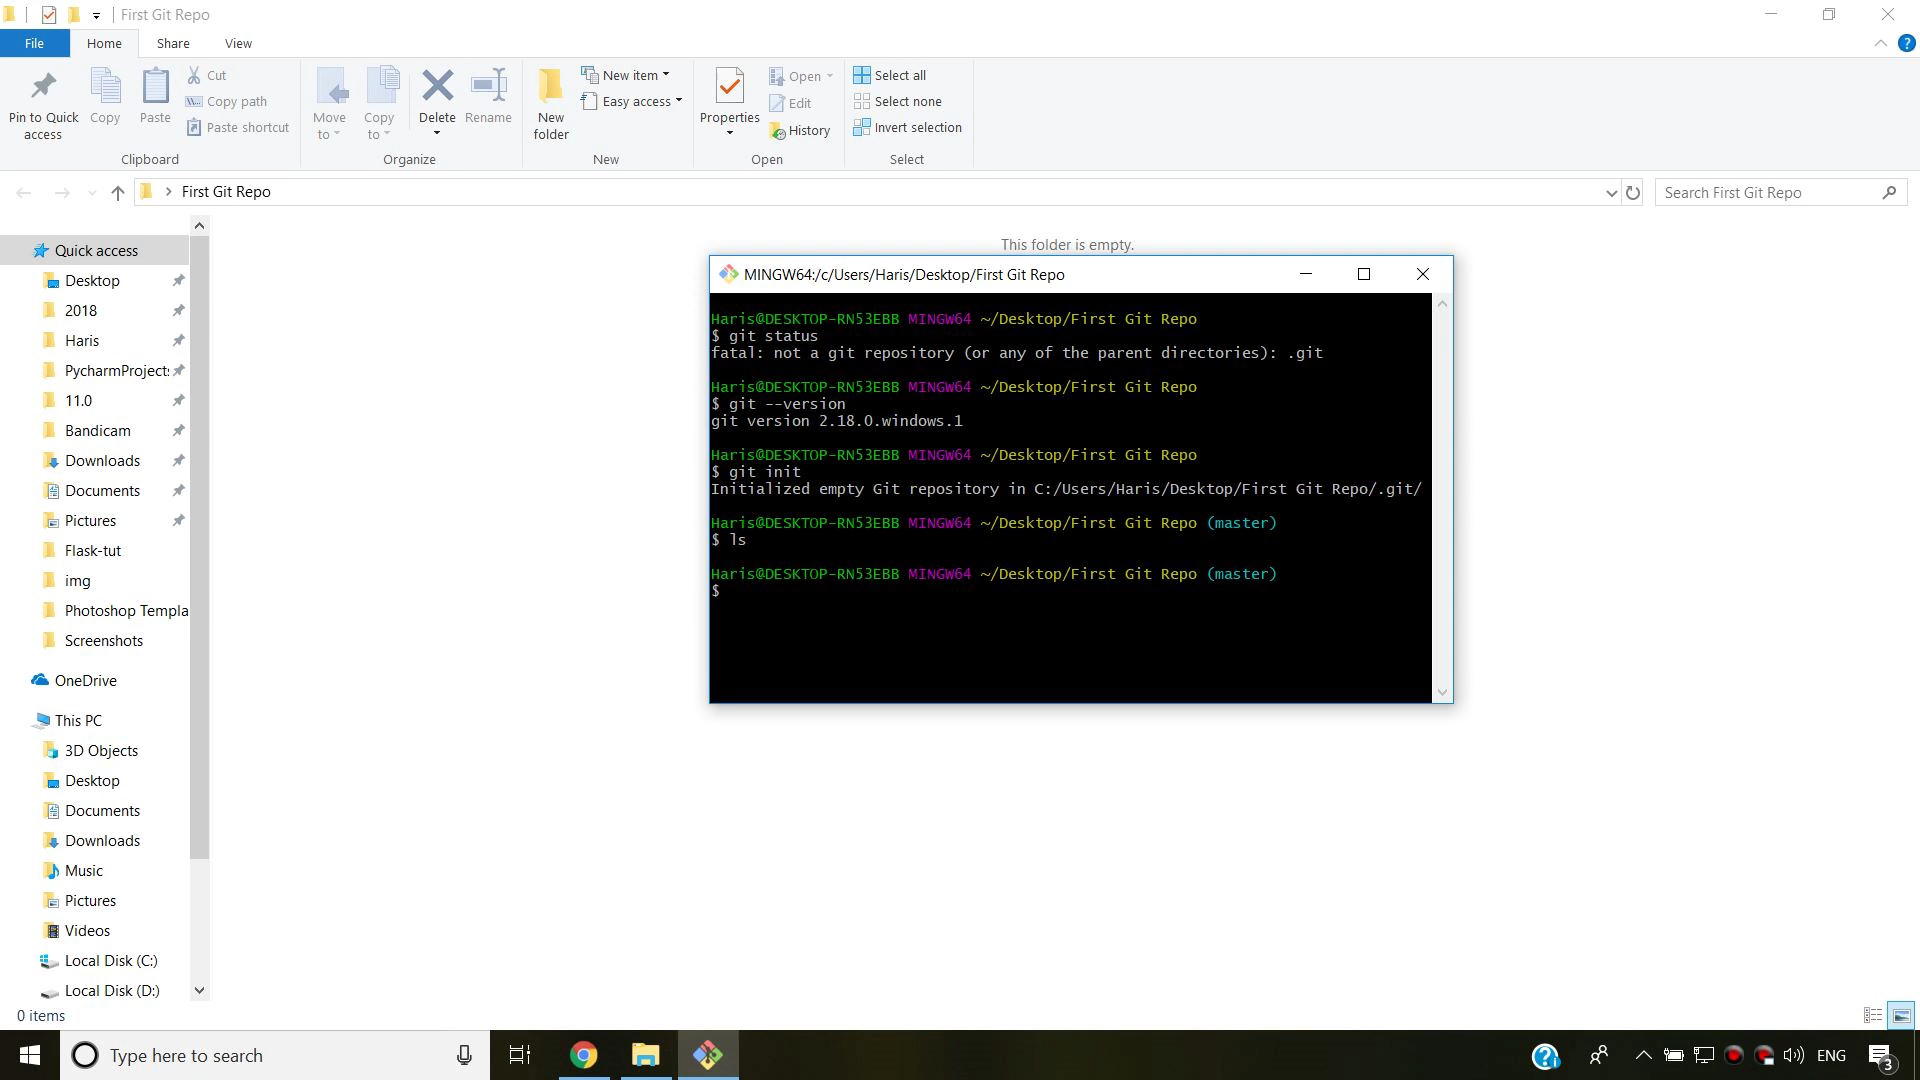 First Git Repo
File
Home
Share
View
Pin to Quick access
Copy
Paste
Cut
Copy path
Paste shortcut
Clipboard
Move to
Copy to
Delete
Rename
Organize
New folder
New item
Easy access
New
Properties
Open
Edit
History
Open
Select all
Select none
Invert selection
Select
First Git Repo
Search First Git Repo
Quick access
Desktop
2018
Haris
PycharmProjects
11.0
Bandicam
Downloads
Documents
Pictures
Flask-tut
img
Photoshop Templa
Screenshots
OneDrive
This PC
3D Objects
Desktop
Documents
Downloads
Music
Pictures
Videos
Local Disk (C:)
Local Disk (D:)
0 items
This folder is empty.
MINGW64:/c/Users/Haris/Desktop/First Git Repo
Haris@DESKTOP-RN53EBB MINGW64 ~/Desktop/First Git Repo
$ git status
fatal: not a git repository (or any of the parent directories): .git
Haris@DESKTOP-RN53EBB MINGW64 ~/Desktop/First Git Repo
$ git --version
git version 2.18.0.windows.1
Haris@DESKTOP-RN53EBB MINGW64 ~/Desktop/First Git Repo
$ git init
Initialized empty Git repository in C:/Users/Haris/Desktop/First Git Repo/.git/
Haris@DESKTOP-RN53EBB MINGW64 ~/Desktop/First Git Repo (master)
$ ls
Haris@DESKTOP-RN53EBB MINGW64 ~/Desktop/First Git Repo (master)
$
Type here to search
ENG
3